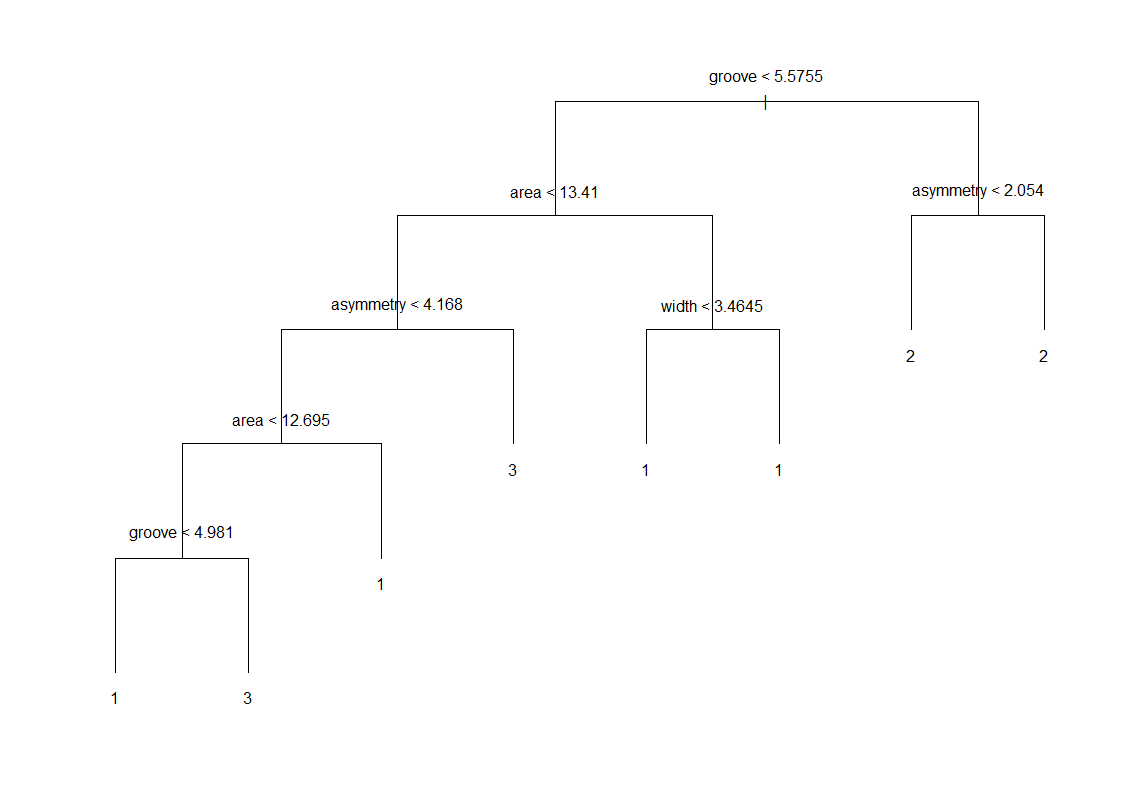 groove < 5.5755
area < 13.41
asymmetry < 2.054
asymmetry < 4.168
width < 3.4645
2
2
area < 12.695
3
1
1
groove < 4.981
1
1
3